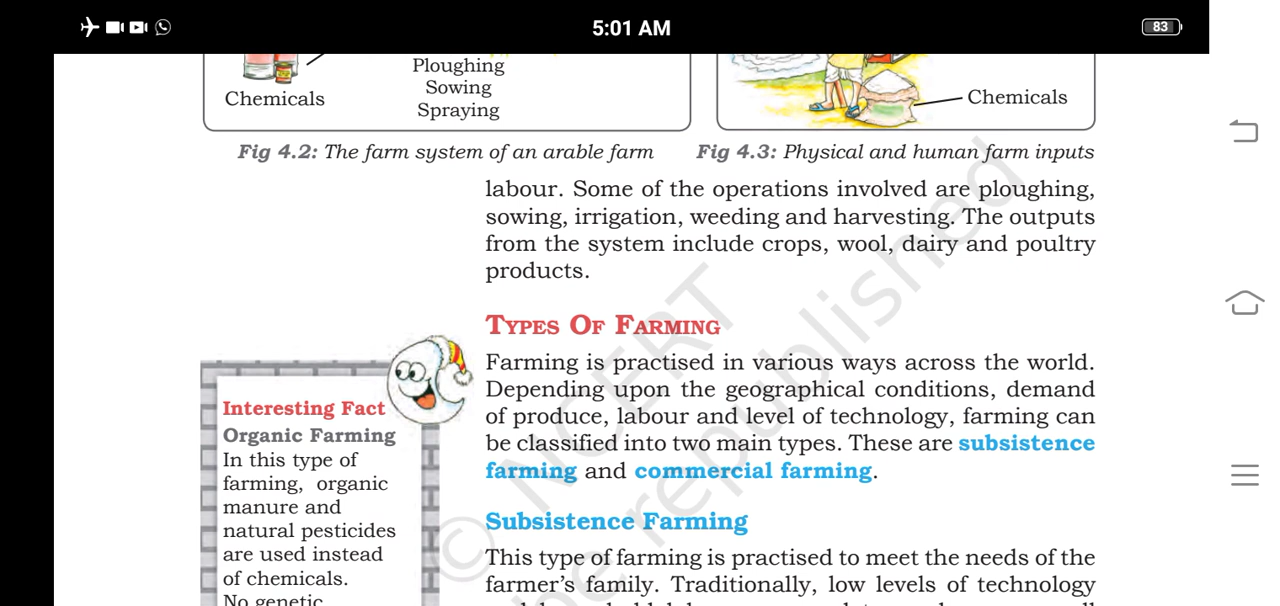 5:01 AM
83
Ploughing
Sowing
Spraying
Chemicals
Chemicals
Fig 4.2: The farm system of an arable farm
Fig 4.3: Physical and human farm inputs
labour. Some of the operations involved are ploughing,
sowing, irrigation, weeding and harvesting. The outputs
from the system include crops, wool, dairy and poultry
products.
TYPES OF FARMING
Farming is practised in various ways across the world.
Depending upon the geographical conditions, demand
of produce, labour and level of technology, farming can
be classified into two main types. These are subsistence
farming and commercial farming.
Interesting Fact
Organic Farming
In this type of
farming, organic
manure and
natural pesticides
are used instead
of chemicals.
No genetic
Subsistence Farming
This type of farming is practised to meet the needs of the
farmer's family. Traditionally, low levels of technology
© NCERT
be republished